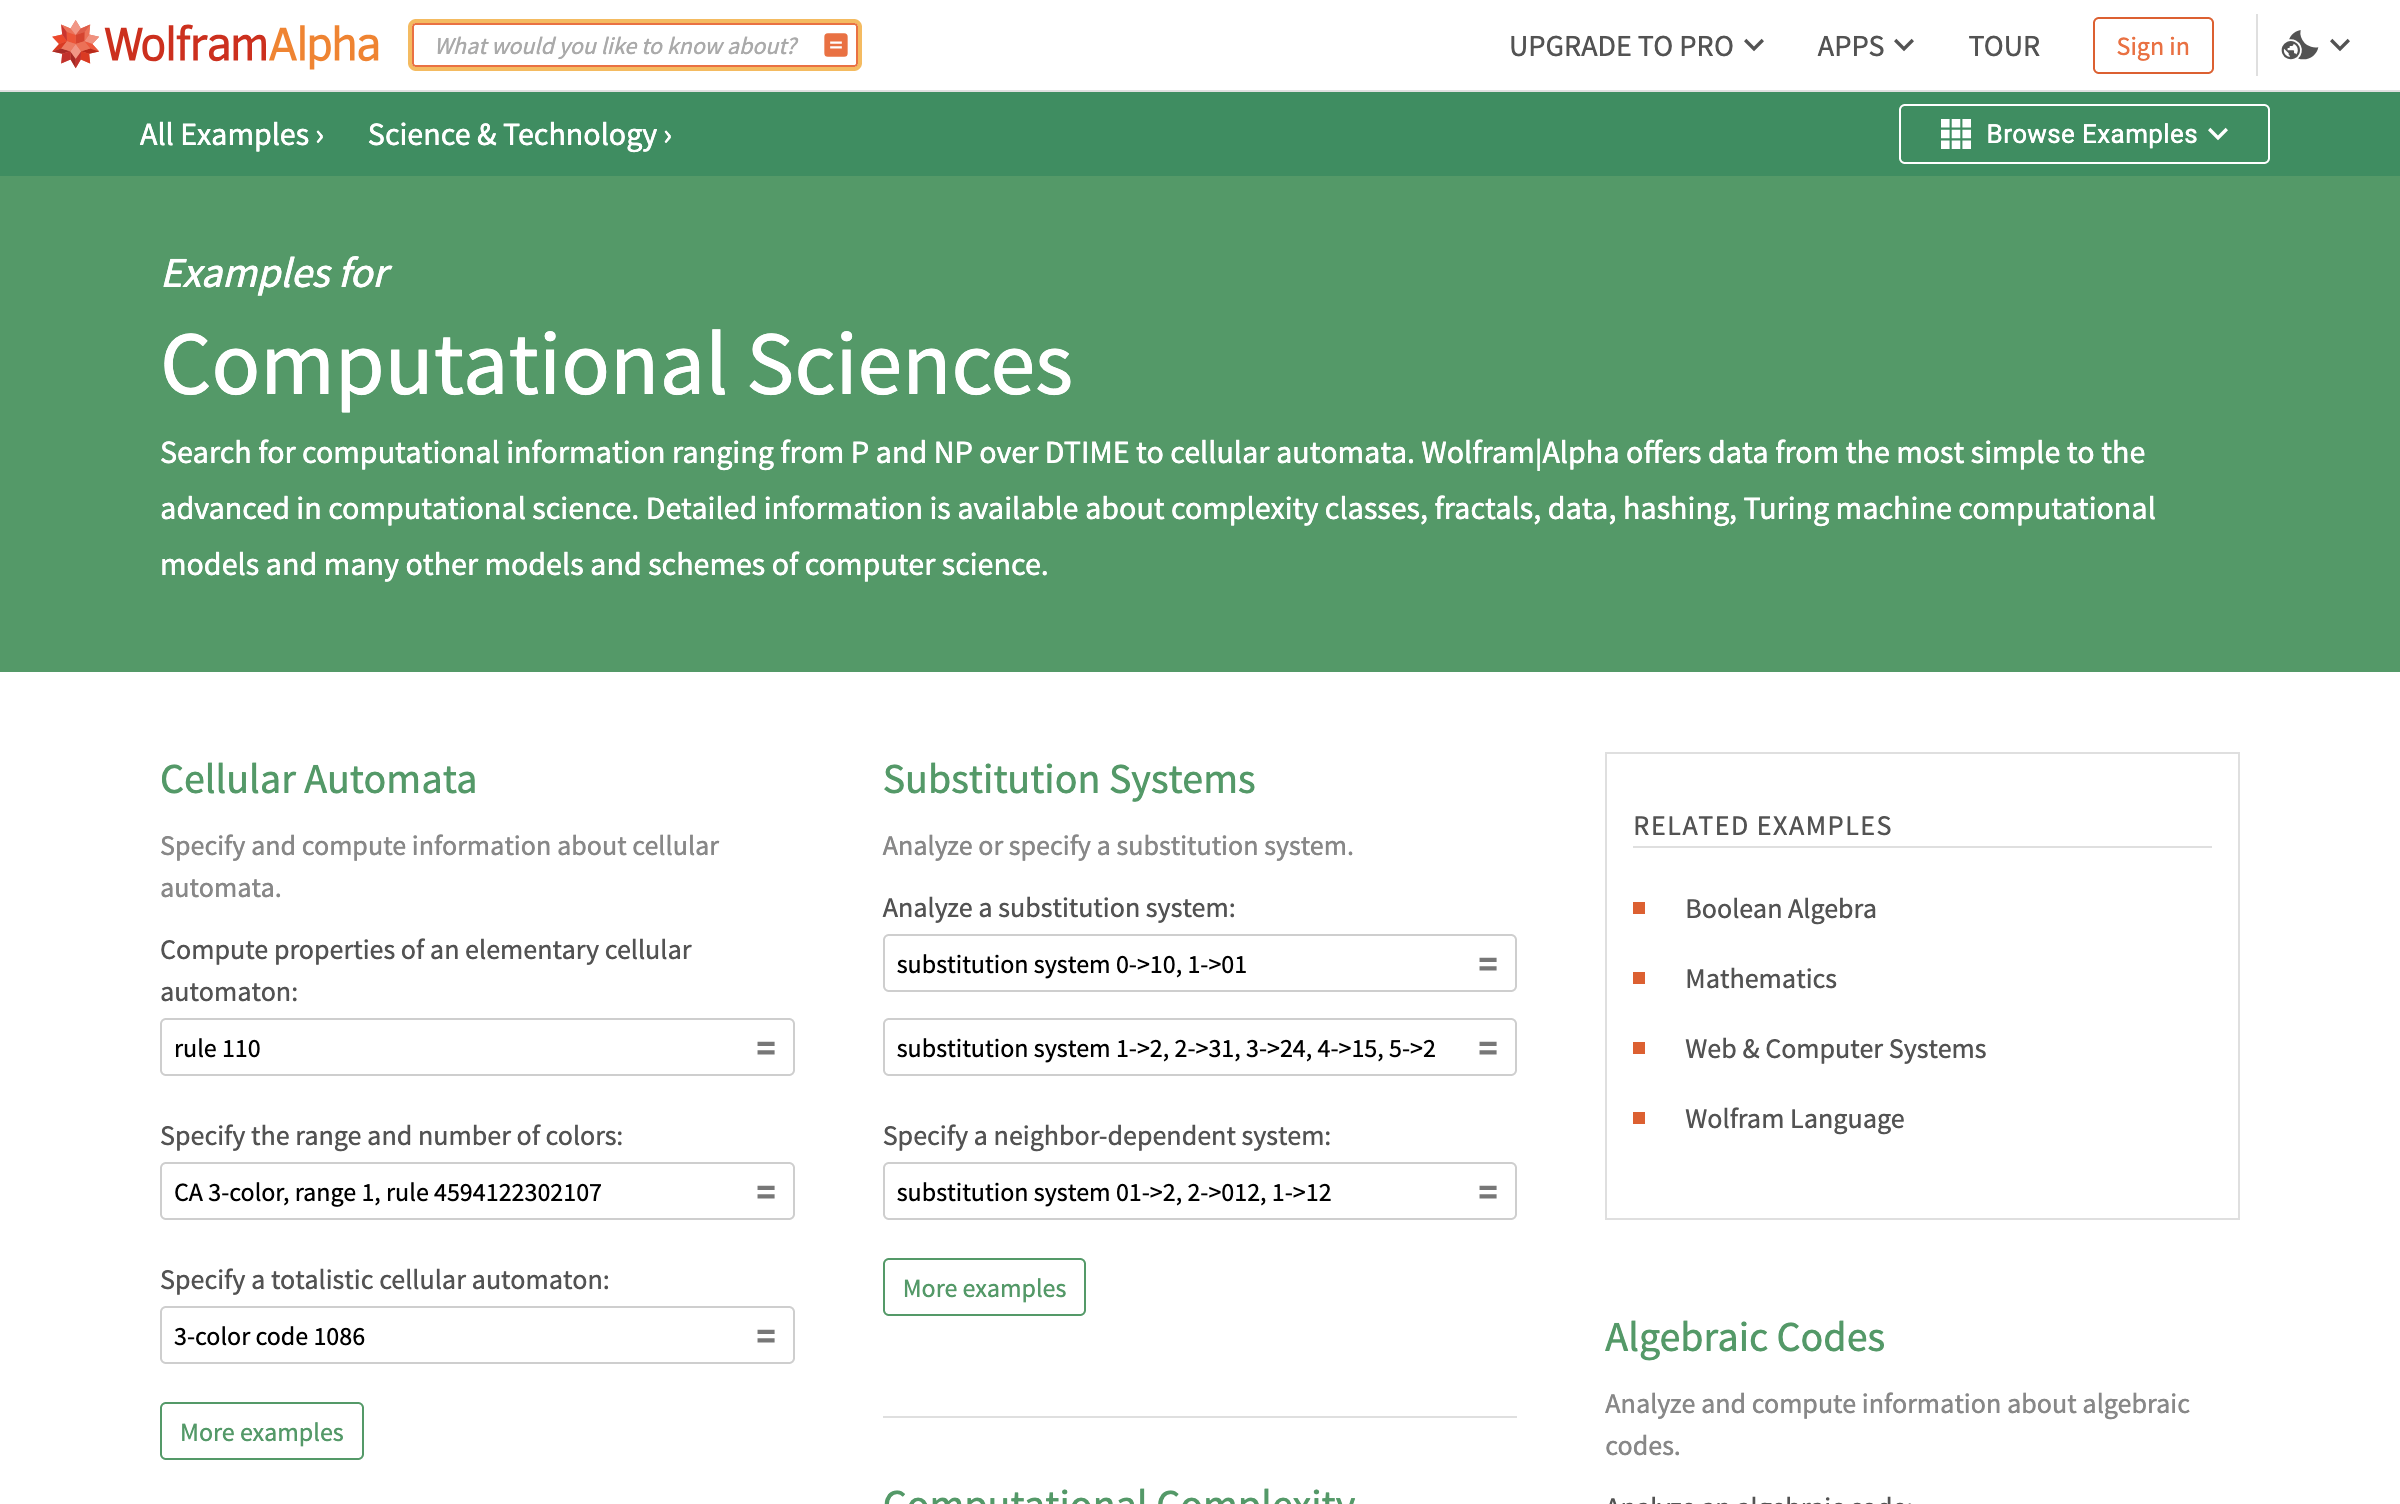 WolframAlpha
What would you like to know about?
UPGRADE TO PRO
APPS
TOUR
Sign in
All Examples ›
Science & Technology ›
Browse Examples
Examples for
Computational Sciences
Search for computational information ranging from P and NP over DTIME to cellular automata. Wolfram|Alpha offers data from the most simple to the
advanced in computational science. Detailed information is available about complexity classes, fractals, data, hashing, Turing machine computational
models and many other models and schemes of computer science.
Cellular Automata
Specify and compute information about cellular
automata.
Compute properties of an elementary cellular
automaton:
rule 110
Specify the range and number of colors:
CA 3-color, range 1, rule 4594122302107
Specify a totalistic cellular automaton:
3-color code 1086
More examples
Substitution Systems
Analyze or specify a substitution system.
Analyze a substitution system:
substitution system 0->10, 1->01
substitution system 1->2, 2->31, 3->24, 4->15, 5->2
Specify a neighbor-dependent system:
substitution system 01->2, 2->012, 1->12
More examples
Computational Complexity
RELATED EXAMPLES
Boolean Algebra
Mathematics
Web & Computer Systems
Wolfram Language
Algebraic Codes
Analyze and compute information about algebraic
codes.
Analyze an algebraic code: